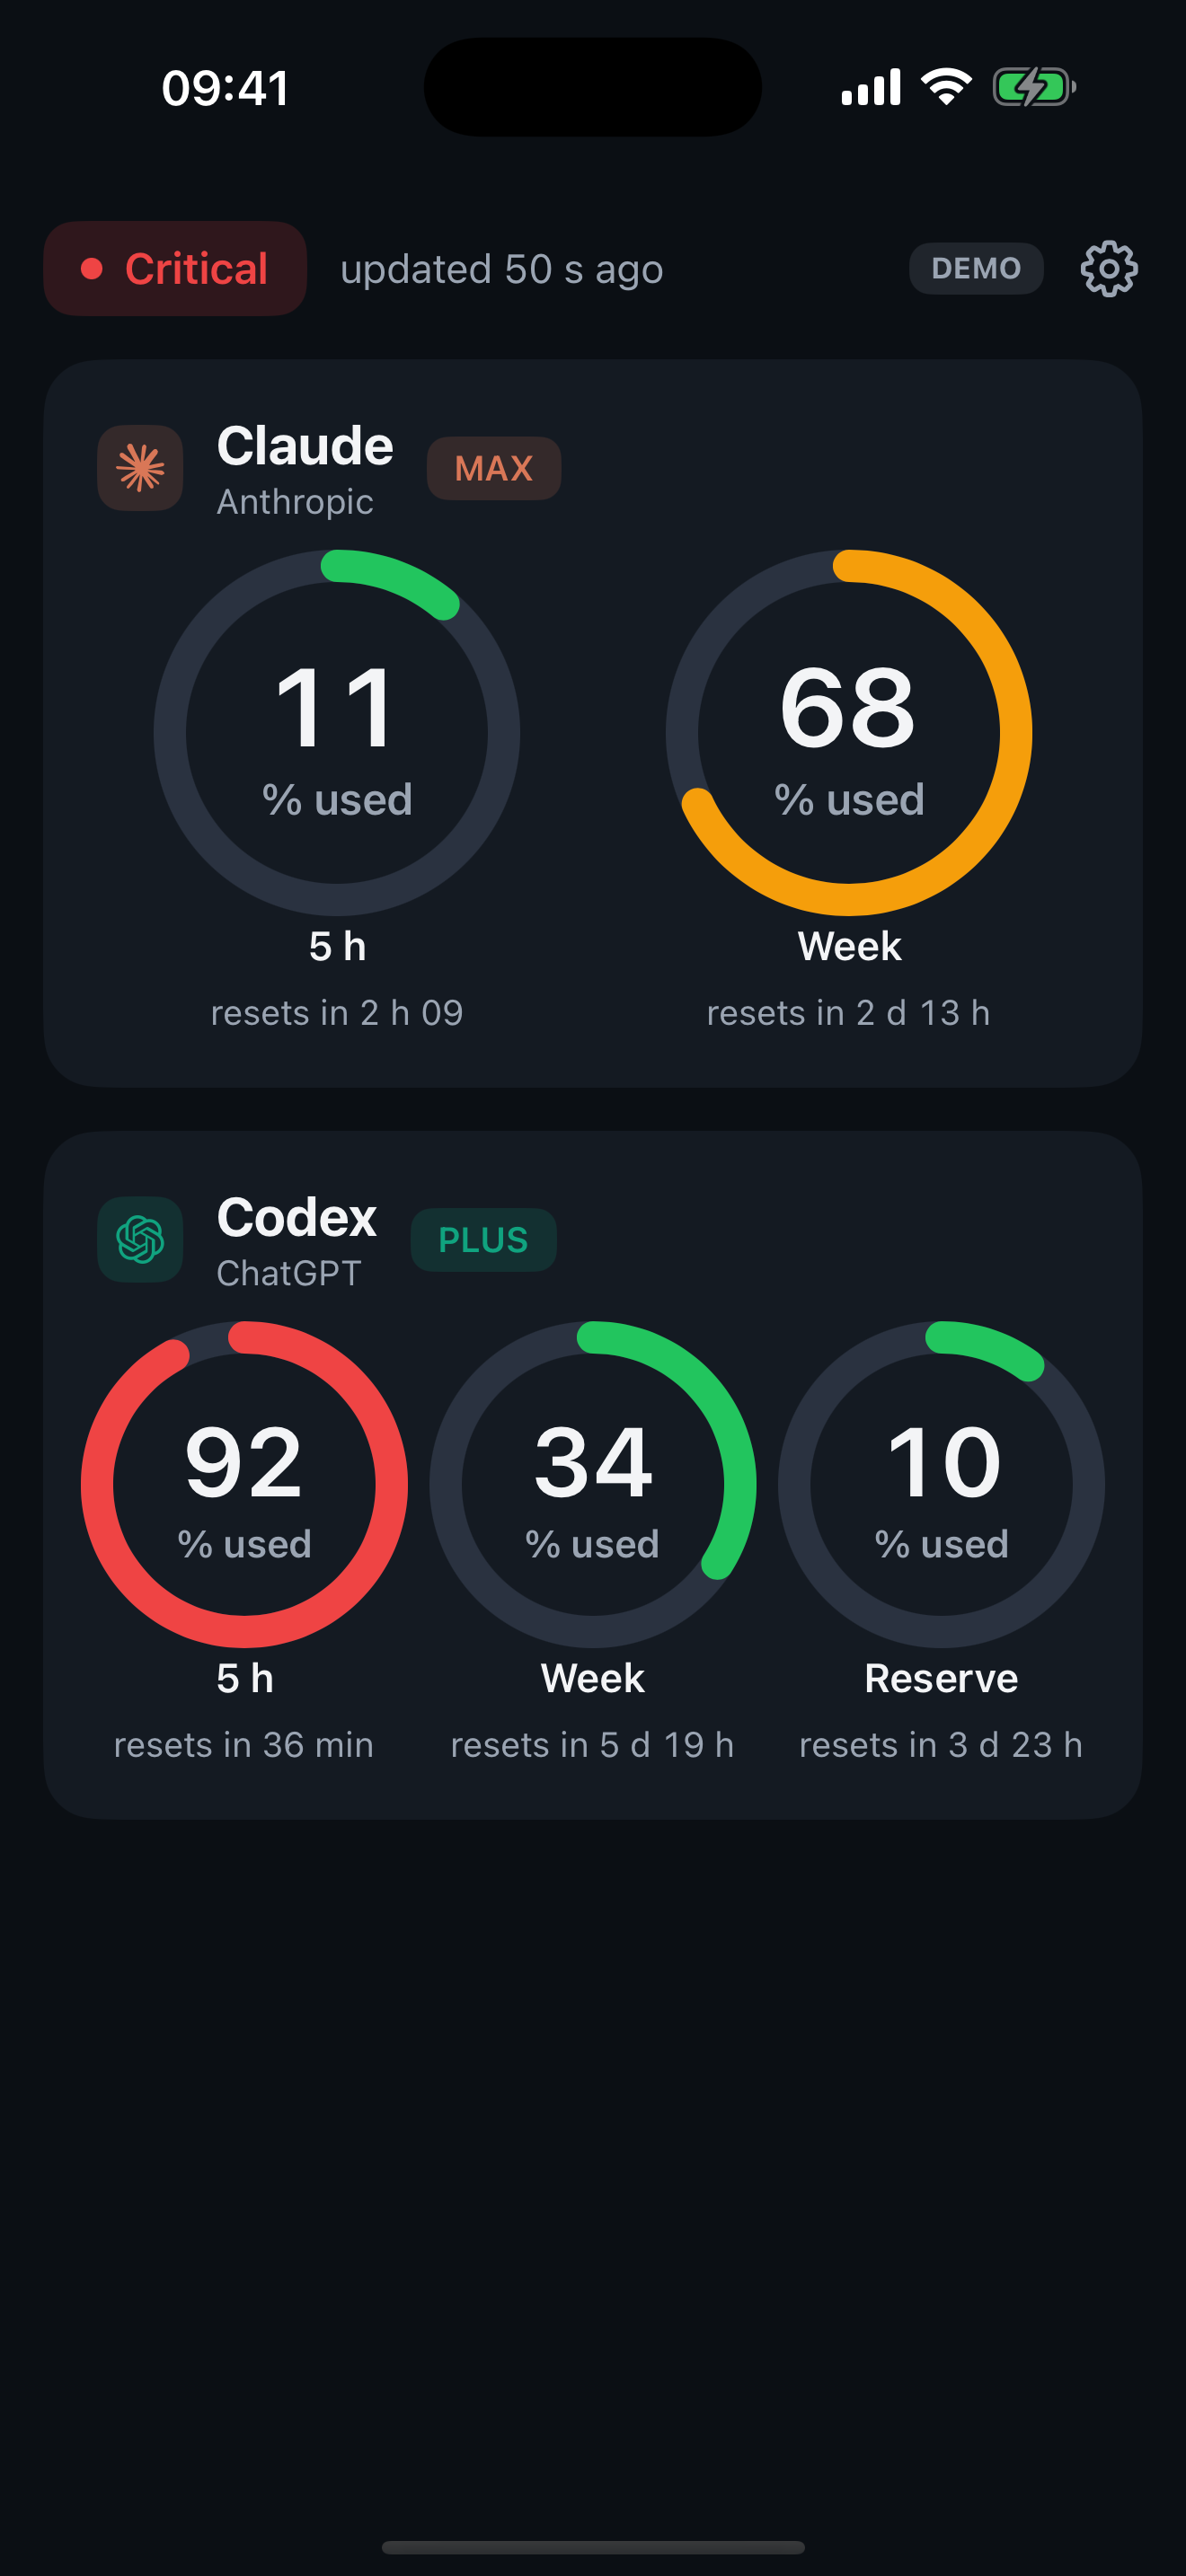 09:41
Critical updated 50 s ago DEMO
Claude MAX
Anthropic
11 68
% used % used
5 h Week
resets in 2 h 09 resets in 2 d 13 h
Codex PLUS
ChatGPT
92 34 10
% used % used % used
5 h Week Reserve
resets in 36 min resets in 5 d 19 h resets in 3 d 23 h